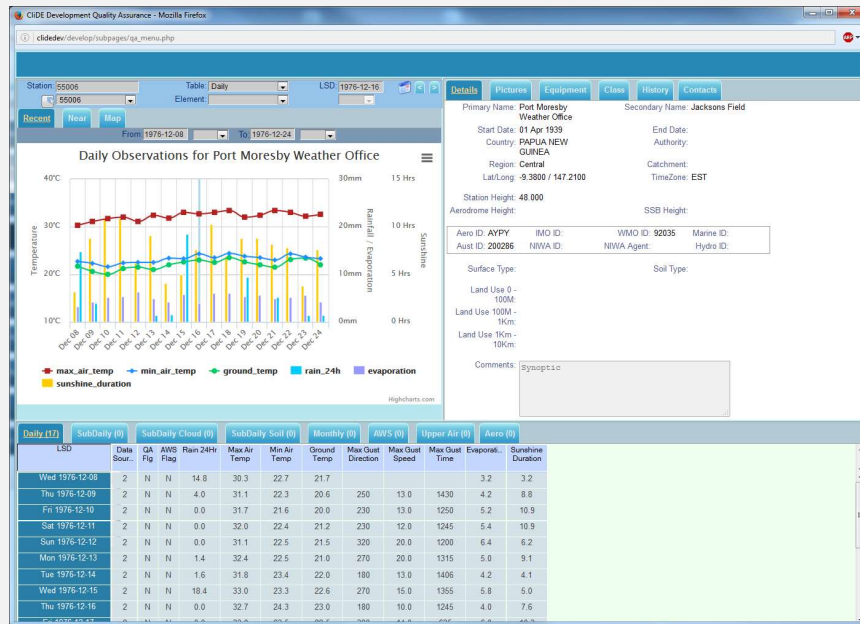 CliDE Development Quality Assurance - Mozilla Firefox
clidedev/develop/subpages/qa_menu.php
ABP
Station: 55006 Table: Daily LSD: 1976-12-16
55006 Element:
Recent Near Map
From: 1976-12-08 To: 1976-12-24
Daily Observations for Port Moresby Weather Office
40°C 30mm 15 Hrs
30°C 20mm 10 Hrs
20°C 10mm 5 Hrs
10°C 0mm 0 Hrs
Temperature
Rainfall / Evaporation
Sunshine
Dec 08 Dec 09 Dec 10 Dec 11 Dec 12 Dec 13 Dec 14 Dec 15 Dec 16 Dec 17 Dec 18 Dec 19 Dec 20 Dec 21 Dec 22 Dec 23 Dec 24
max_air_temp min_air_temp ground_temp rain_24h evaporation
sunshine_duration
Highcharts.com
Details Pictures Equipment Class History Contacts
Primary Name: Port Moresby Secondary Name: Jacksons Field
Weather Office
Start Date: 01 Apr 1939 End Date:
Country: PAPUA NEW Authority:
GUINEA
Region: Central Catchment:
Lat/Long: -9.3800 / 147.2100 TimeZone: EST
Station Height: 48.000
Aerodrome Height: SSB Height:
Aero ID: AYPY IMO ID: WMO ID: 92035 Marine ID:
Aust ID: 200286 NIWA ID: NIWA Agent: Hydro ID:
Surface Type: Soil Type:
Land Use 0 -
100M:
Land Use 100M -
1Km:
Land Use 1Km -
10Km:
Comments: Synoptic
Daily (17) SubDaily (0) SubDaily Cloud (0) SubDaily Soil (0) Monthly (0) AWS (0) Upper Air (0) Aero (0)
LSD Data QA AWS Rain 24Hr Max Air Min Air Ground Max Gust Max Gust Max Gust Evaporati.. Sunshine
Sour... Flg Flag Temp Temp Temp Direction Speed Time Duration
Wed 1976-12-08 2 N N 14.8 30.3 22.7 21.7 3.2 3.2
Thu 1976-12-09 2 N N 4.0 31.1 22.3 20.6 250 13.0 1430 4.2 8.8
Fri 1976-12-10 2 N N 0.0 31.7 21.6 20.0 230 13.0 1250 5.2 10.9
Sat 1976-12-11 2 N N 0.0 32.0 22.4 21.2 230 12.0 1245 5.4 10.9
Sun 1976-12-12 2 N N 0.0 31.1 22.5 21.5 320 20.0 1200 6.4 6.2
Mon 1976-12-13 2 N N 1.4 32.4 22.5 21.0 270 20.0 1315 5.0 9.1
Tue 1976-12-14 2 N N 1.6 31.8 23.4 22.0 180 13.0 1406 4.2 4.1
Wed 1976-12-15 2 N N 18.4 33.0 23.3 22.6 270 15.0 1355 5.8 5.0
Thu 1976-12-16 2 N N 0.0 32.7 24.3 23.0 180 10.0 1245 4.0 7.6